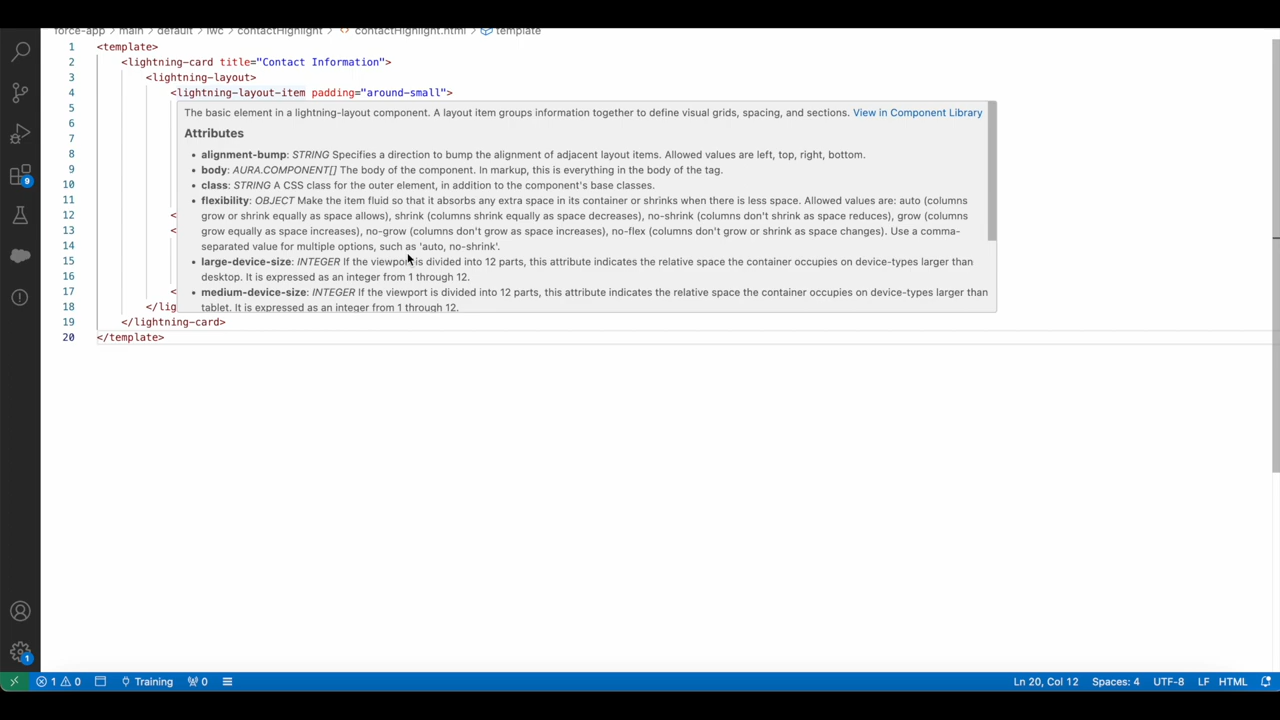 force-app > main > default > lwc > contactHighlight > contactHighlight.html > template
1 <template>
2 <lightning-card title="Contact Information">
3 <lightning-layout>
4 <lightning-layout-item padding="around-small">
5
The basic element in a lightning-layout component. A layout item groups information together to define visual grids, spacing, and sections. View in Component Library
6
Attributes
7
8
• alignment-bump: STRING Specifies a direction to bump the alignment of adjacent layout items. Allowed values are left, top, right, bottom.
9
• body: AURA.COMPONENT[] The body of the component. In markup, this is everything in the body of the tag.
10
• class: STRING A CSS class for the outer element, in addition to the component's base classes.
11
• flexibility: OBJECT Make the item fluid so that it absorbs any extra space in its container or shrinks when there is less space. Allowed values are: auto (columns
12 <
grow or shrink equally as space allows), shrink (columns shrink equally as space decreases), no-shrink (columns don't shrink as space reduces), grow (columns
13 <
grow equally as space increases), no-grow (columns don't grow as space increases), no-flex (columns don't grow or shrink as space changes). Use a comma-
14
separated value for multiple options, such as 'auto, no-shrink'.
15
• large-device-size: INTEGER If the viewport is divided into 12 parts, this attribute indicates the relative space the container occupies on device-types larger than
16
desktop. It is expressed as an integer from 1 through 12.
17 <
• medium-device-size: INTEGER If the viewport is divided into 12 parts, this attribute indicates the relative space the container occupies on device-types larger than
18 </lig
tablet. It is expressed as an integer from 1 through 12.
19 </lightning-card>
20 </template>
9
1
1 0 Training 0
Ln 20, Col 12 Spaces: 4 UTF-8 LF HTML